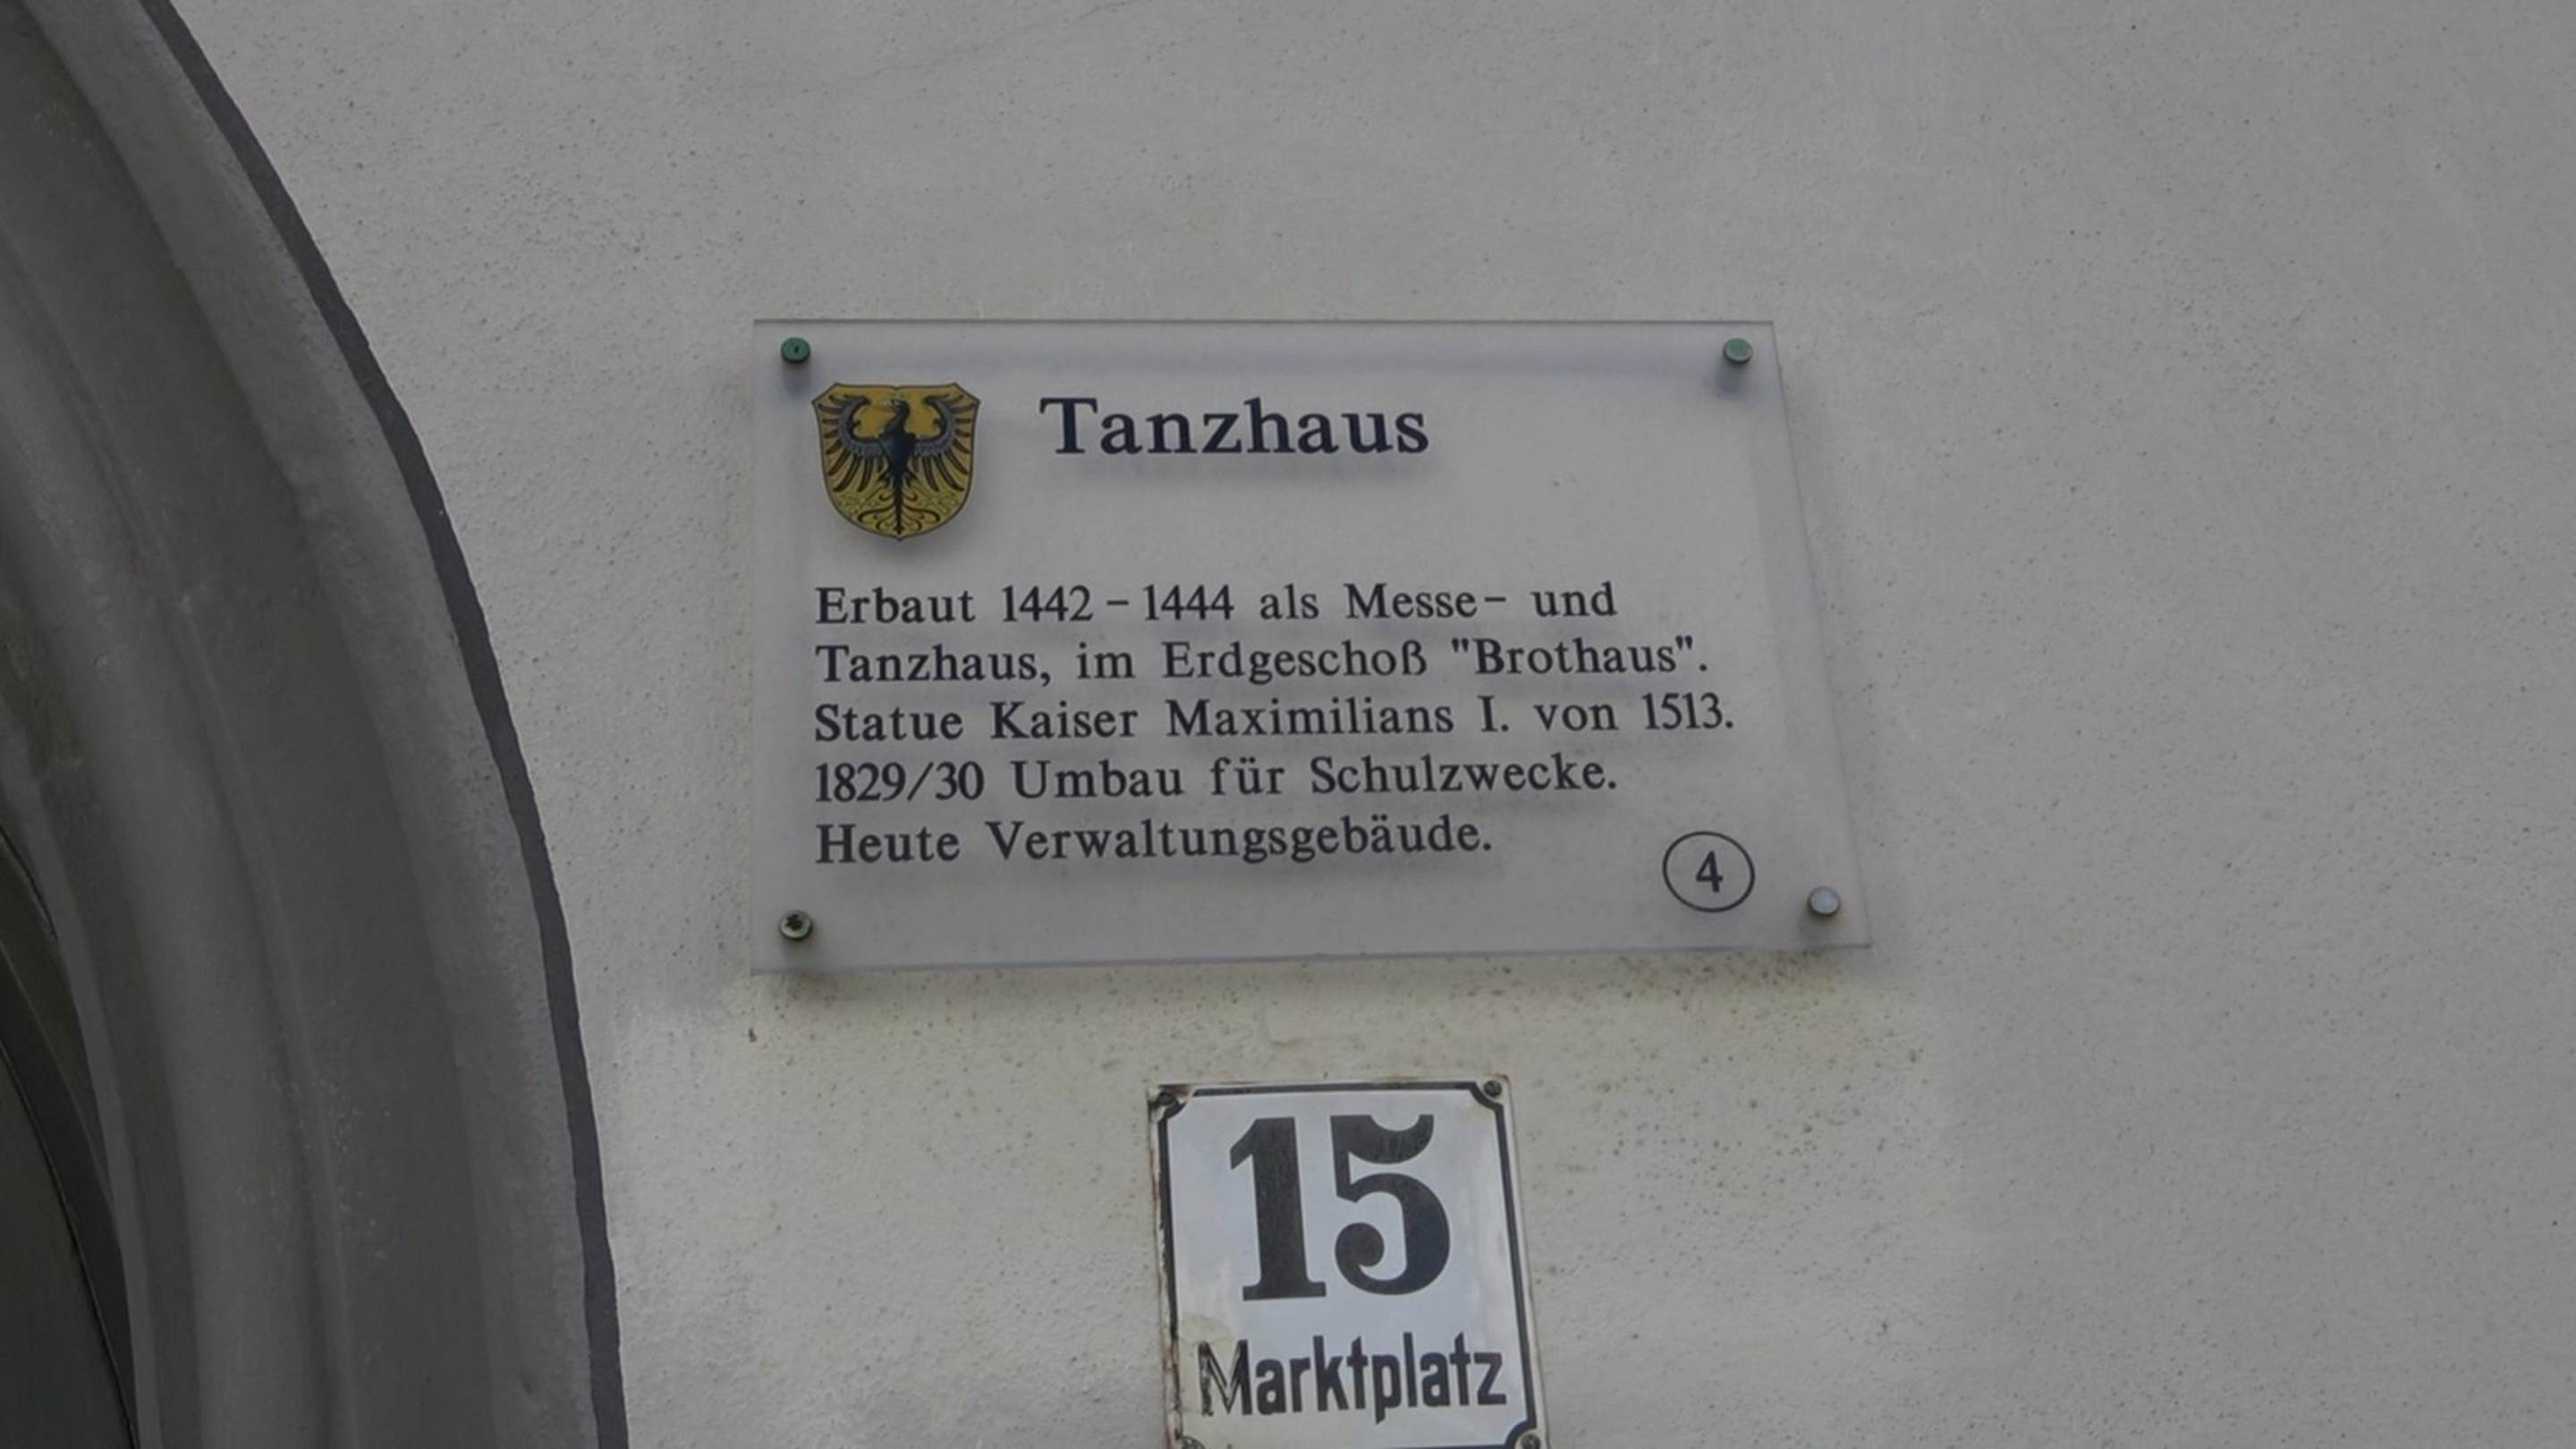 Tanzhaus
Erbaut 1442 – 1444 als Messe- und
Tanzhaus, im Erdgeschoß "Brothaus".
Statue Kaiser Maximilians I. von 1513.
1829/30 Umbau für Schulzwecke.
Heute Verwaltungsgebäude.
4
15
Marktplatz